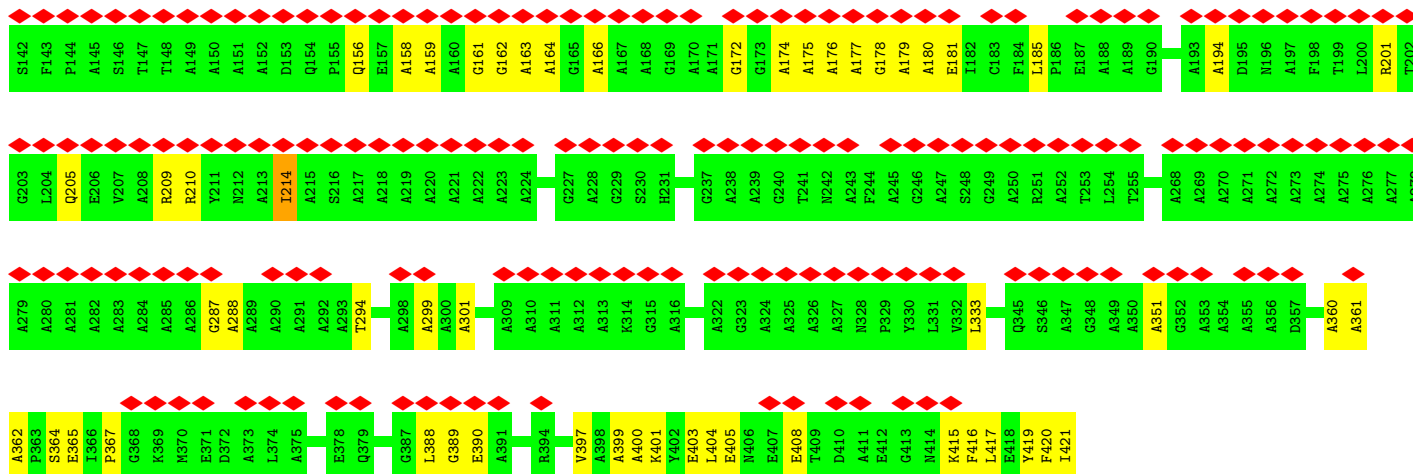 S142 F143 P144 A145 S146 T147 T148 A149 A150 A151 A152 D153 Q154 P155 Q156 E157 A158 A159 A160 G161 G162 A163 A164 G165 A166 A167 A168 G169 A170 A171 G172 G173 A174 A175 A176 A177 G178 A179 A180 E181 I182 C183 F184 L185 P186 E187 A188 A189 G190 A193 A194 D195 N196 A197 F198 T199 L200 R201 T202
G203 L204 Q205 E206 V207 A208 R209 R210 Y211 N212 A213 I214 A215 S216 A217 A218 A219 A220 A221 A222 A223 A224 G227 A228 G229 S230 H231 G237 A238 A239 G240 T241 N242 A243 F244 A245 G246 A247 S248 G249 A250 R251 A252 T253 L254 T255 A268 A269 A270 A271 A272 A273 A274 A275 A276 A277 A278
A279 A280 A281 A282 A283 A284 A285 A286 G287 A288 A289 A290 A291 A292 A293 T294 A298 A299 A300 A301 A309 A310 A311 A312 A313 K314 G315 A316 A322 G323 A324 A325 A326 A327 N328 P329 Y330 L331 V332 L333 Q345 S346 A347 G348 A349 A350 A351 G352 A353 A354 A355 A356 D357 A360 A361
A362 P363 S364 E365 I366 P367 G368 K369 M370 E371 D372 A373 L374 A375 E378 Q379 G387 L388 G389 E390 A391 R394 V397 A398 A399 A400 K401 Y402 E403 L404 E405 N406 E407 E408 T409 D410 A411 E412 G413 N414 K415 F416 L417 E418 Y419 F420 I421